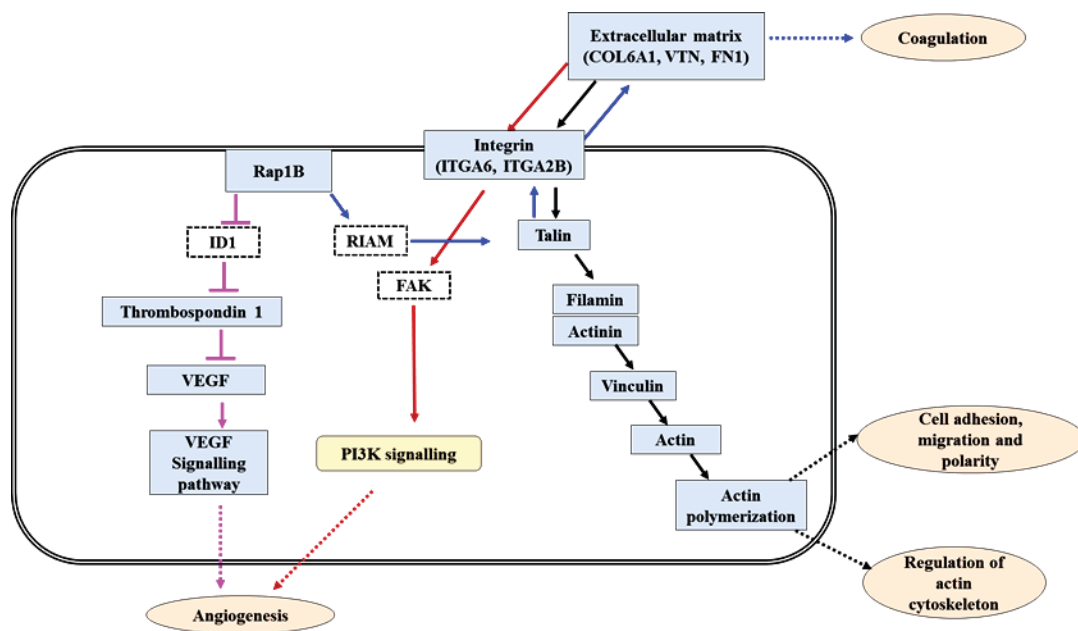 Extracellular matrix
(COL6A1, VTN, FN1)
Coagulation
Integrin
(ITGA6, ITGA2B)
Rap1B
ID1
RIAM
Talin
FAK
Thrombospondin 1
Filamin
Actinin
VEGF
Vinculin
VEGF
Signalling
pathway
PI3K signalling
Actin
Cell adhesion,
migration and
polarity
Actin
polymerization
Regulation of
actin
cytoskeleton
Angiogenesis